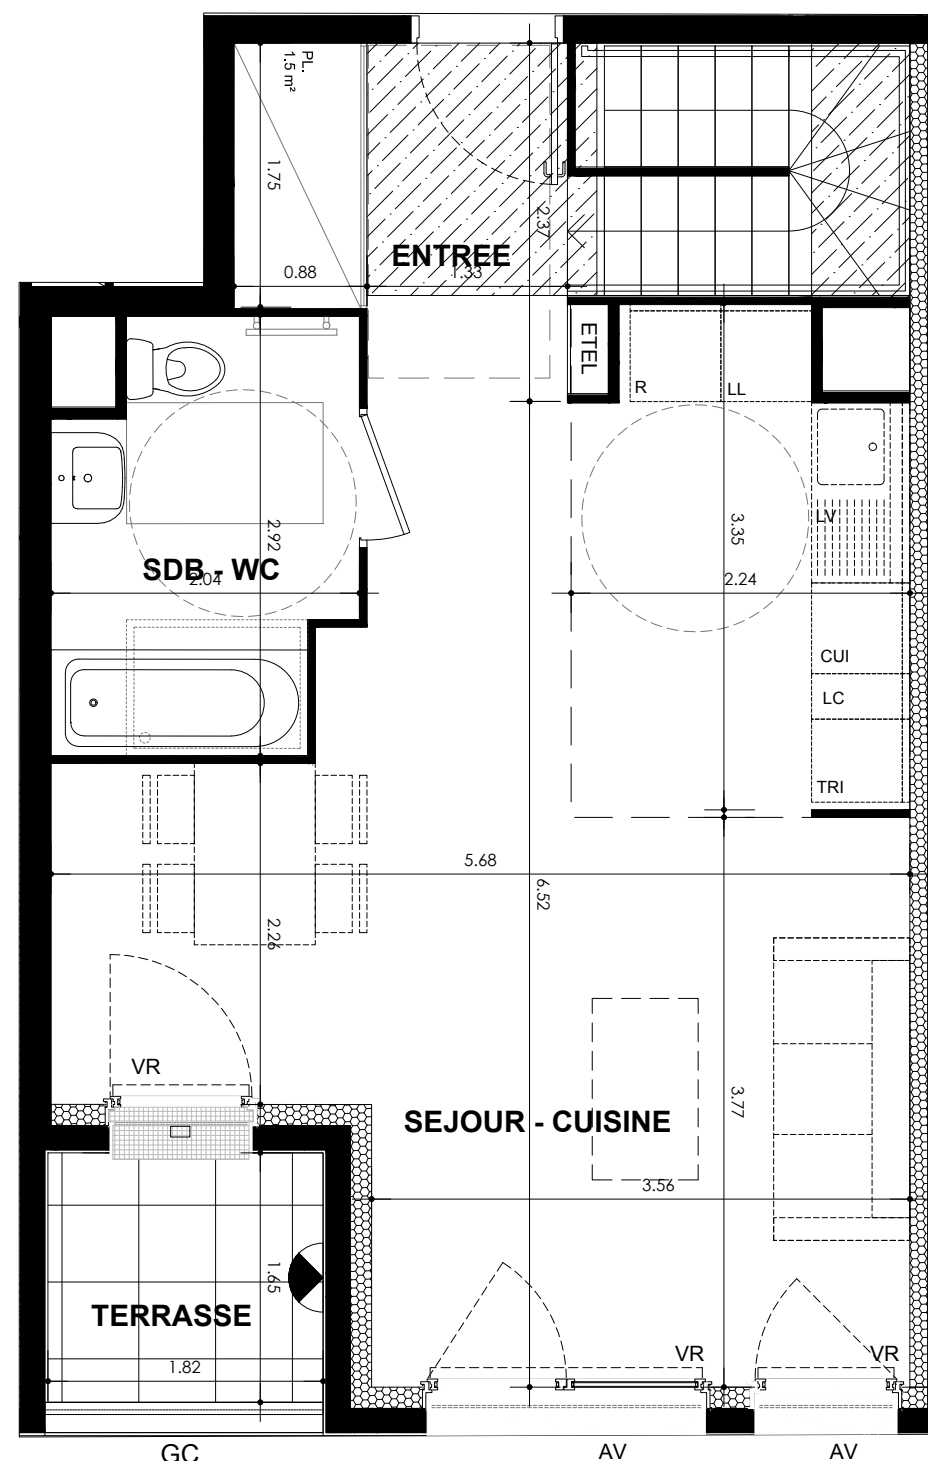 PL.
1.5 m²
1.75
0.88
ENTREE
1.33
2.37
ETEL
R
LL
LV
SDB - WC
2.04
2.92
3.35
2.24
CUI
LC
TRI
5.68
6.52
2.26
VR
SEJOUR - CUISINE
3.77
3.56
TERRASSE
1.65
1.82
VR
VR
GC
AV
AV